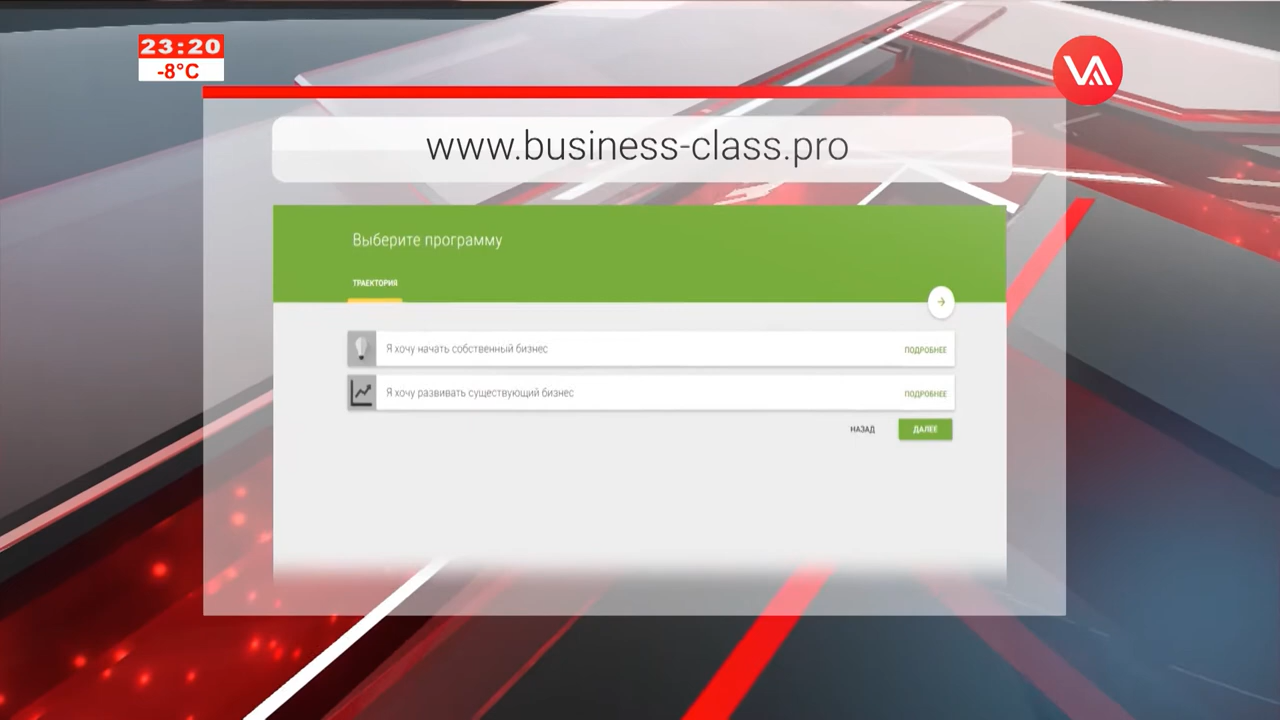 23:20
-8°C
VA
www.business-class.pro
Выберите программу
ТРАЕКТОРИЯ
Я хочу начать собственный бизнес ПОДРОБНЕЕ
Я хочу развивать существующий бизнес ПОДРОБНЕЕ
НАЗАД ДАЛЕЕ